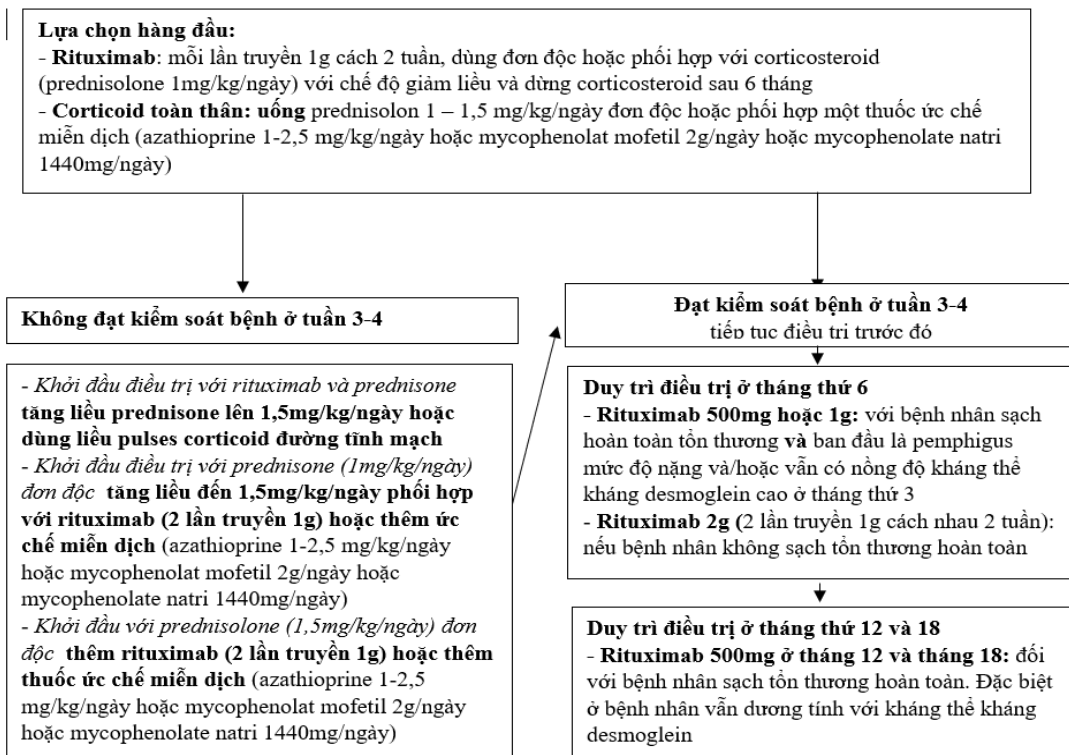 Lựa chọn hàng đầu:
- Rituximab: mỗi lần truyền 1g cách 2 tuần, dùng đơn độc hoặc phối hợp với corticosteroid
(prednisolone 1mg/kg/ngày) với chế độ giảm liều và dừng corticosteroid sau 6 tháng
- Corticoid toàn thân: uống prednisolon 1 – 1,5 mg/kg/ngày đơn độc hoặc phối hợp một thuốc ức chế
miễn dịch (azathioprine 1-2,5 mg/kg/ngày hoặc mycophenolat mofetil 2g/ngày hoặc mycophenolate natri
1440mg/ngày)
Không đạt kiểm soát bệnh ở tuần 3-4
- Khởi đầu điều trị với rituximab và prednisone
tăng liều prednisone lên 1,5mg/kg/ngày hoặc
dùng liều pulses corticoid đường tĩnh mạch
- Khởi đầu điều trị với prednisone (1mg/kg/ngày)
đơn độc tăng liều đến 1,5mg/kg/ngày phối hợp
với rituximab (2 lần truyền 1g) hoặc thêm ức
chế miễn dịch (azathioprine 1-2,5 mg/kg/ngày
hoặc mycophenolat mofetil 2g/ngày hoặc
mycophenolate natri 1440mg/ngày)
- Khởi đầu với prednisolone (1,5mg/kg/ngày) đơn
độc thêm rituximab (2 lần truyền 1g) hoặc thêm
thuốc ức chế miễn dịch (azathioprine 1-2,5
mg/kg/ngày hoặc mycophenolat mofetil 2g/ngày
hoặc mycophenolate natri 1440mg/ngày)
Đạt kiểm soát bệnh ở tuần 3-4
tiếp tục điều trị trước đó
Duy trì điều trị ở tháng thứ 6
- Rituximab 500mg hoặc 1g: với bệnh nhân sạch
hoàn toàn tổn thương và ban đầu là pemphigus
mức độ nặng và/hoặc vẫn có nồng độ kháng thể
kháng desmoglein cao ở tháng thứ 3
- Rituximab 2g (2 lần truyền 1g cách nhau 2 tuần):
nếu bệnh nhân không sạch tổn thương hoàn toàn
Duy trì điều trị ở tháng thứ 12 và 18
- Rituximab 500mg ở tháng 12 và tháng 18: đối
với bệnh nhân sạch tổn thương hoàn toàn. Đặc biệt
ở bệnh nhân vẫn dương tính với kháng thể kháng
desmoglein